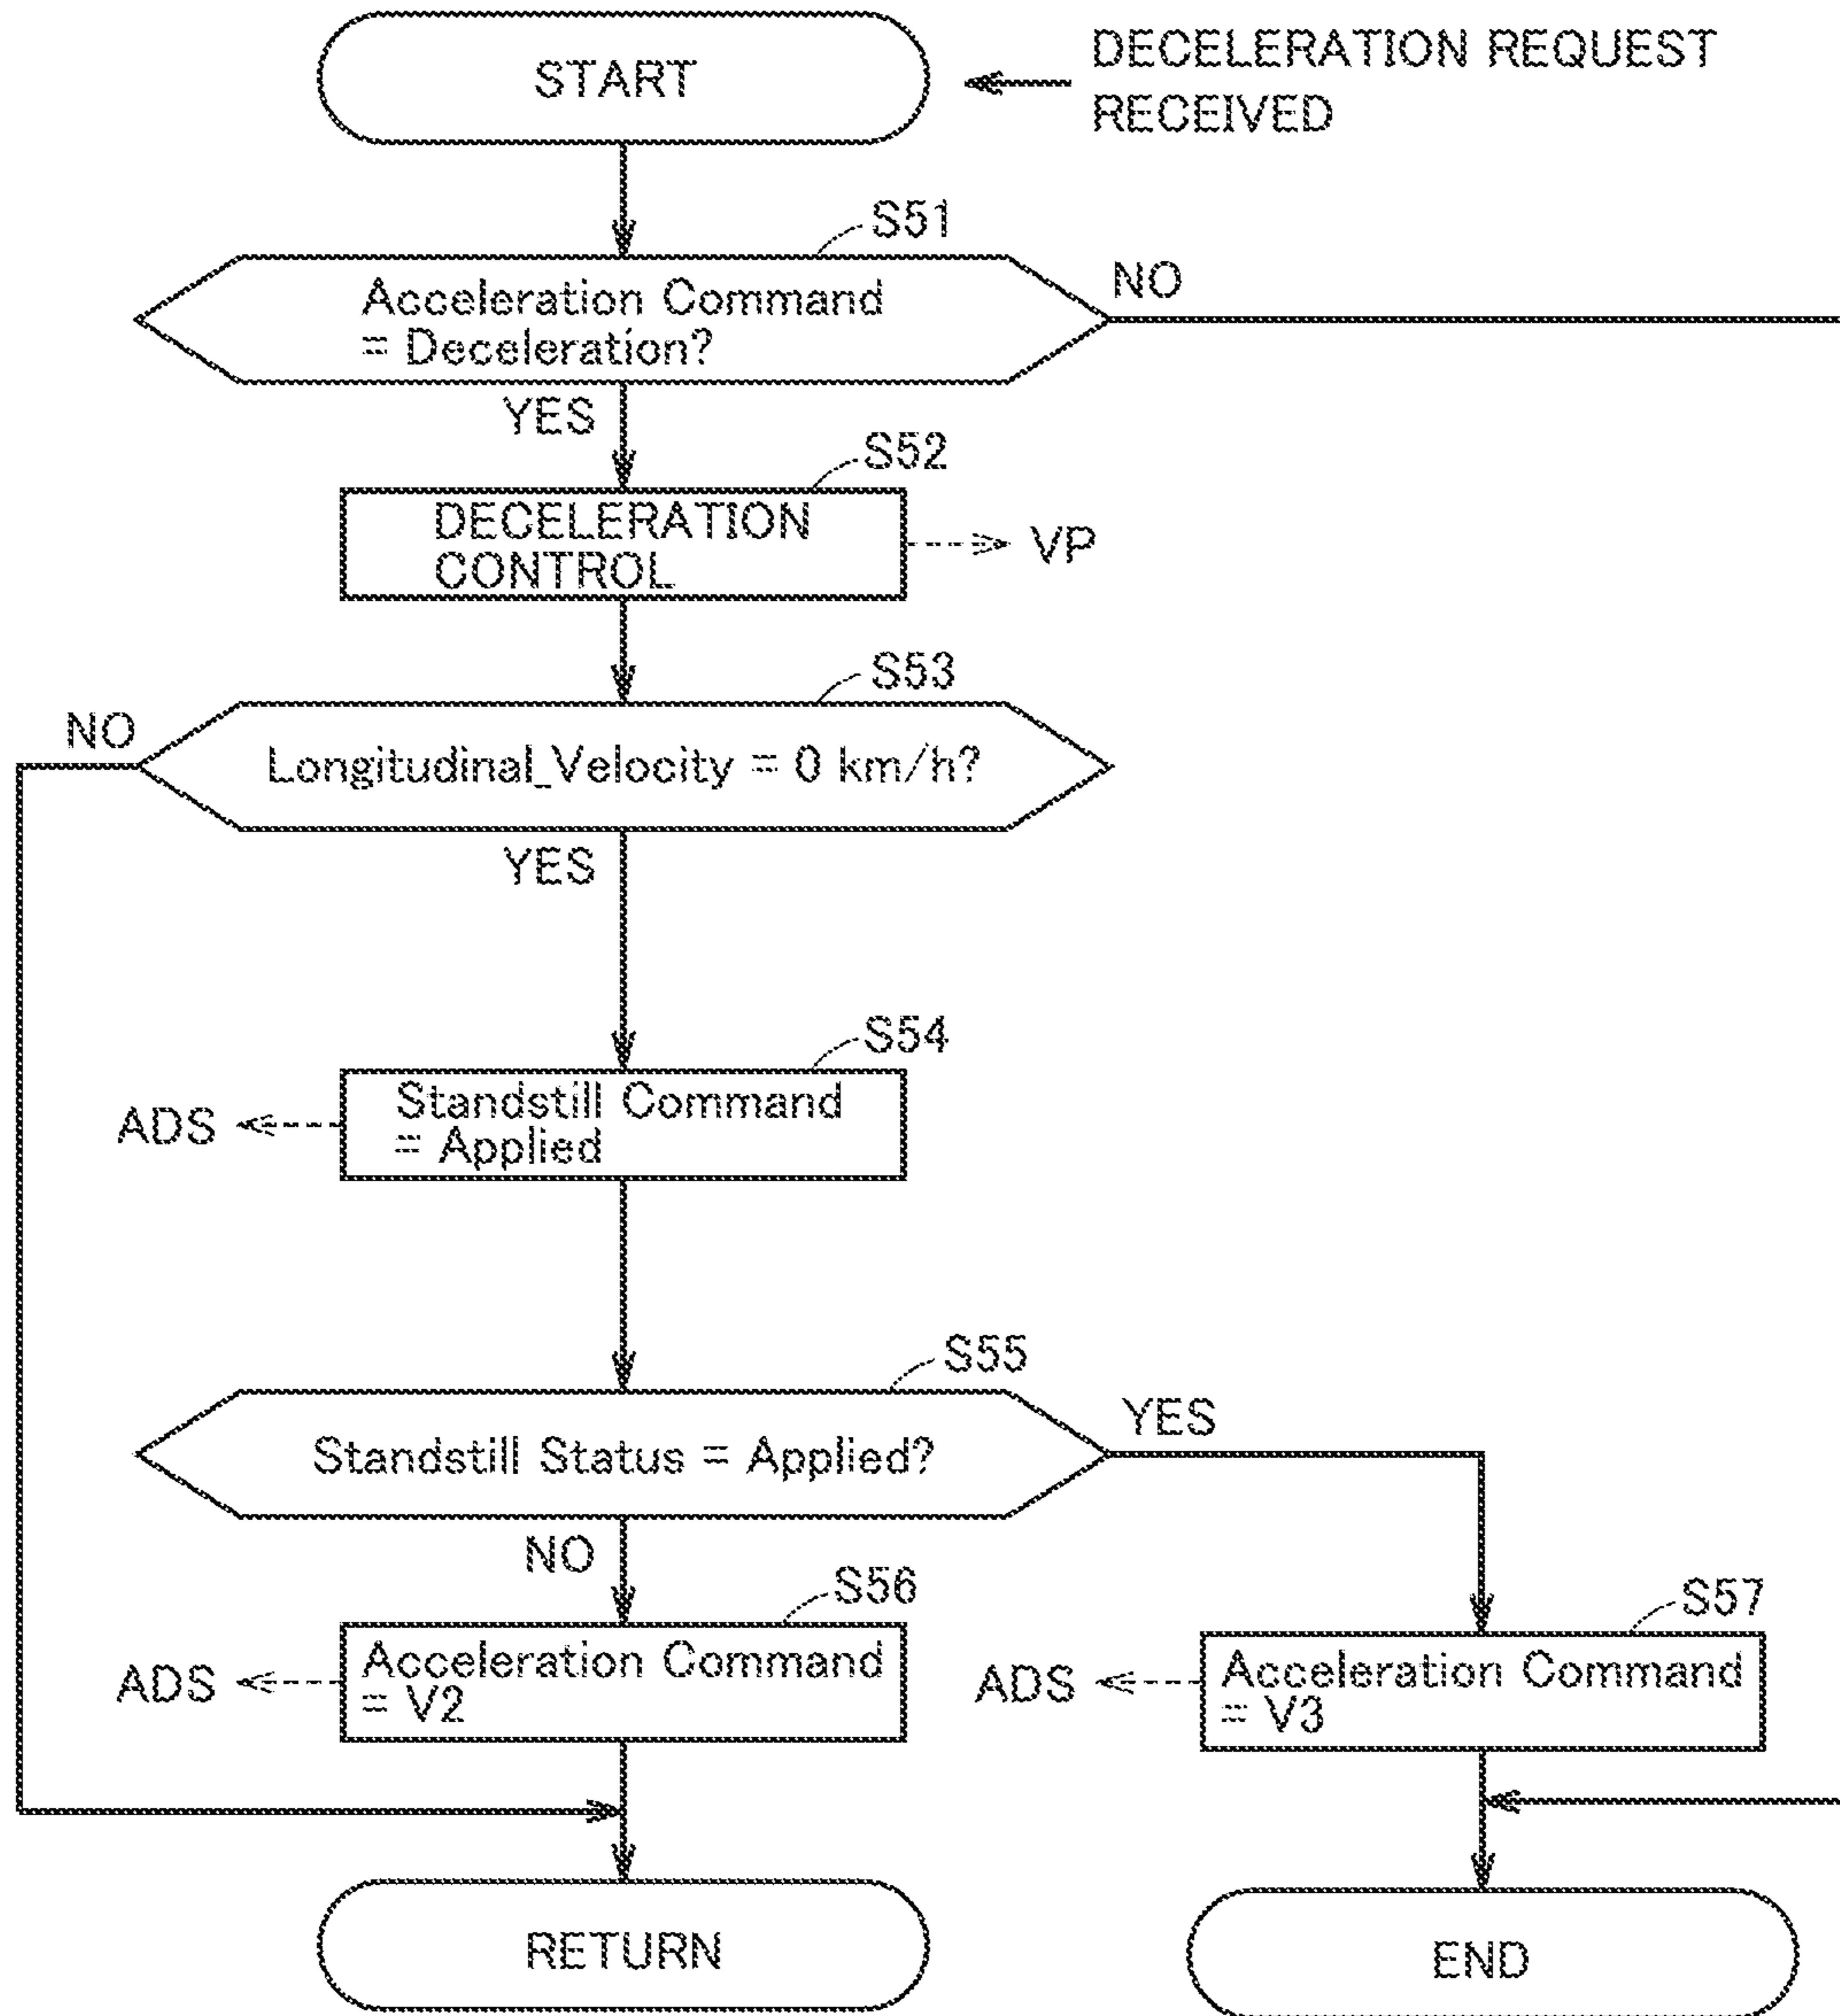 START
DECELERATION REQUEST
RECEIVED
S51
Acceleration Command
= Deceleration?
NO
YES
S52
DECELERATION
CONTROL
VP
S53
NO
Longitudinal_Velocity = 0 km/h?
YES
S54
ADS
Standstill Command
= Applied
S55
Standstill Status = Applied?
YES
NO
S56
ADS
Acceleration Command
= V2
S57
ADS
Acceleration Command
= V3
RETURN
END